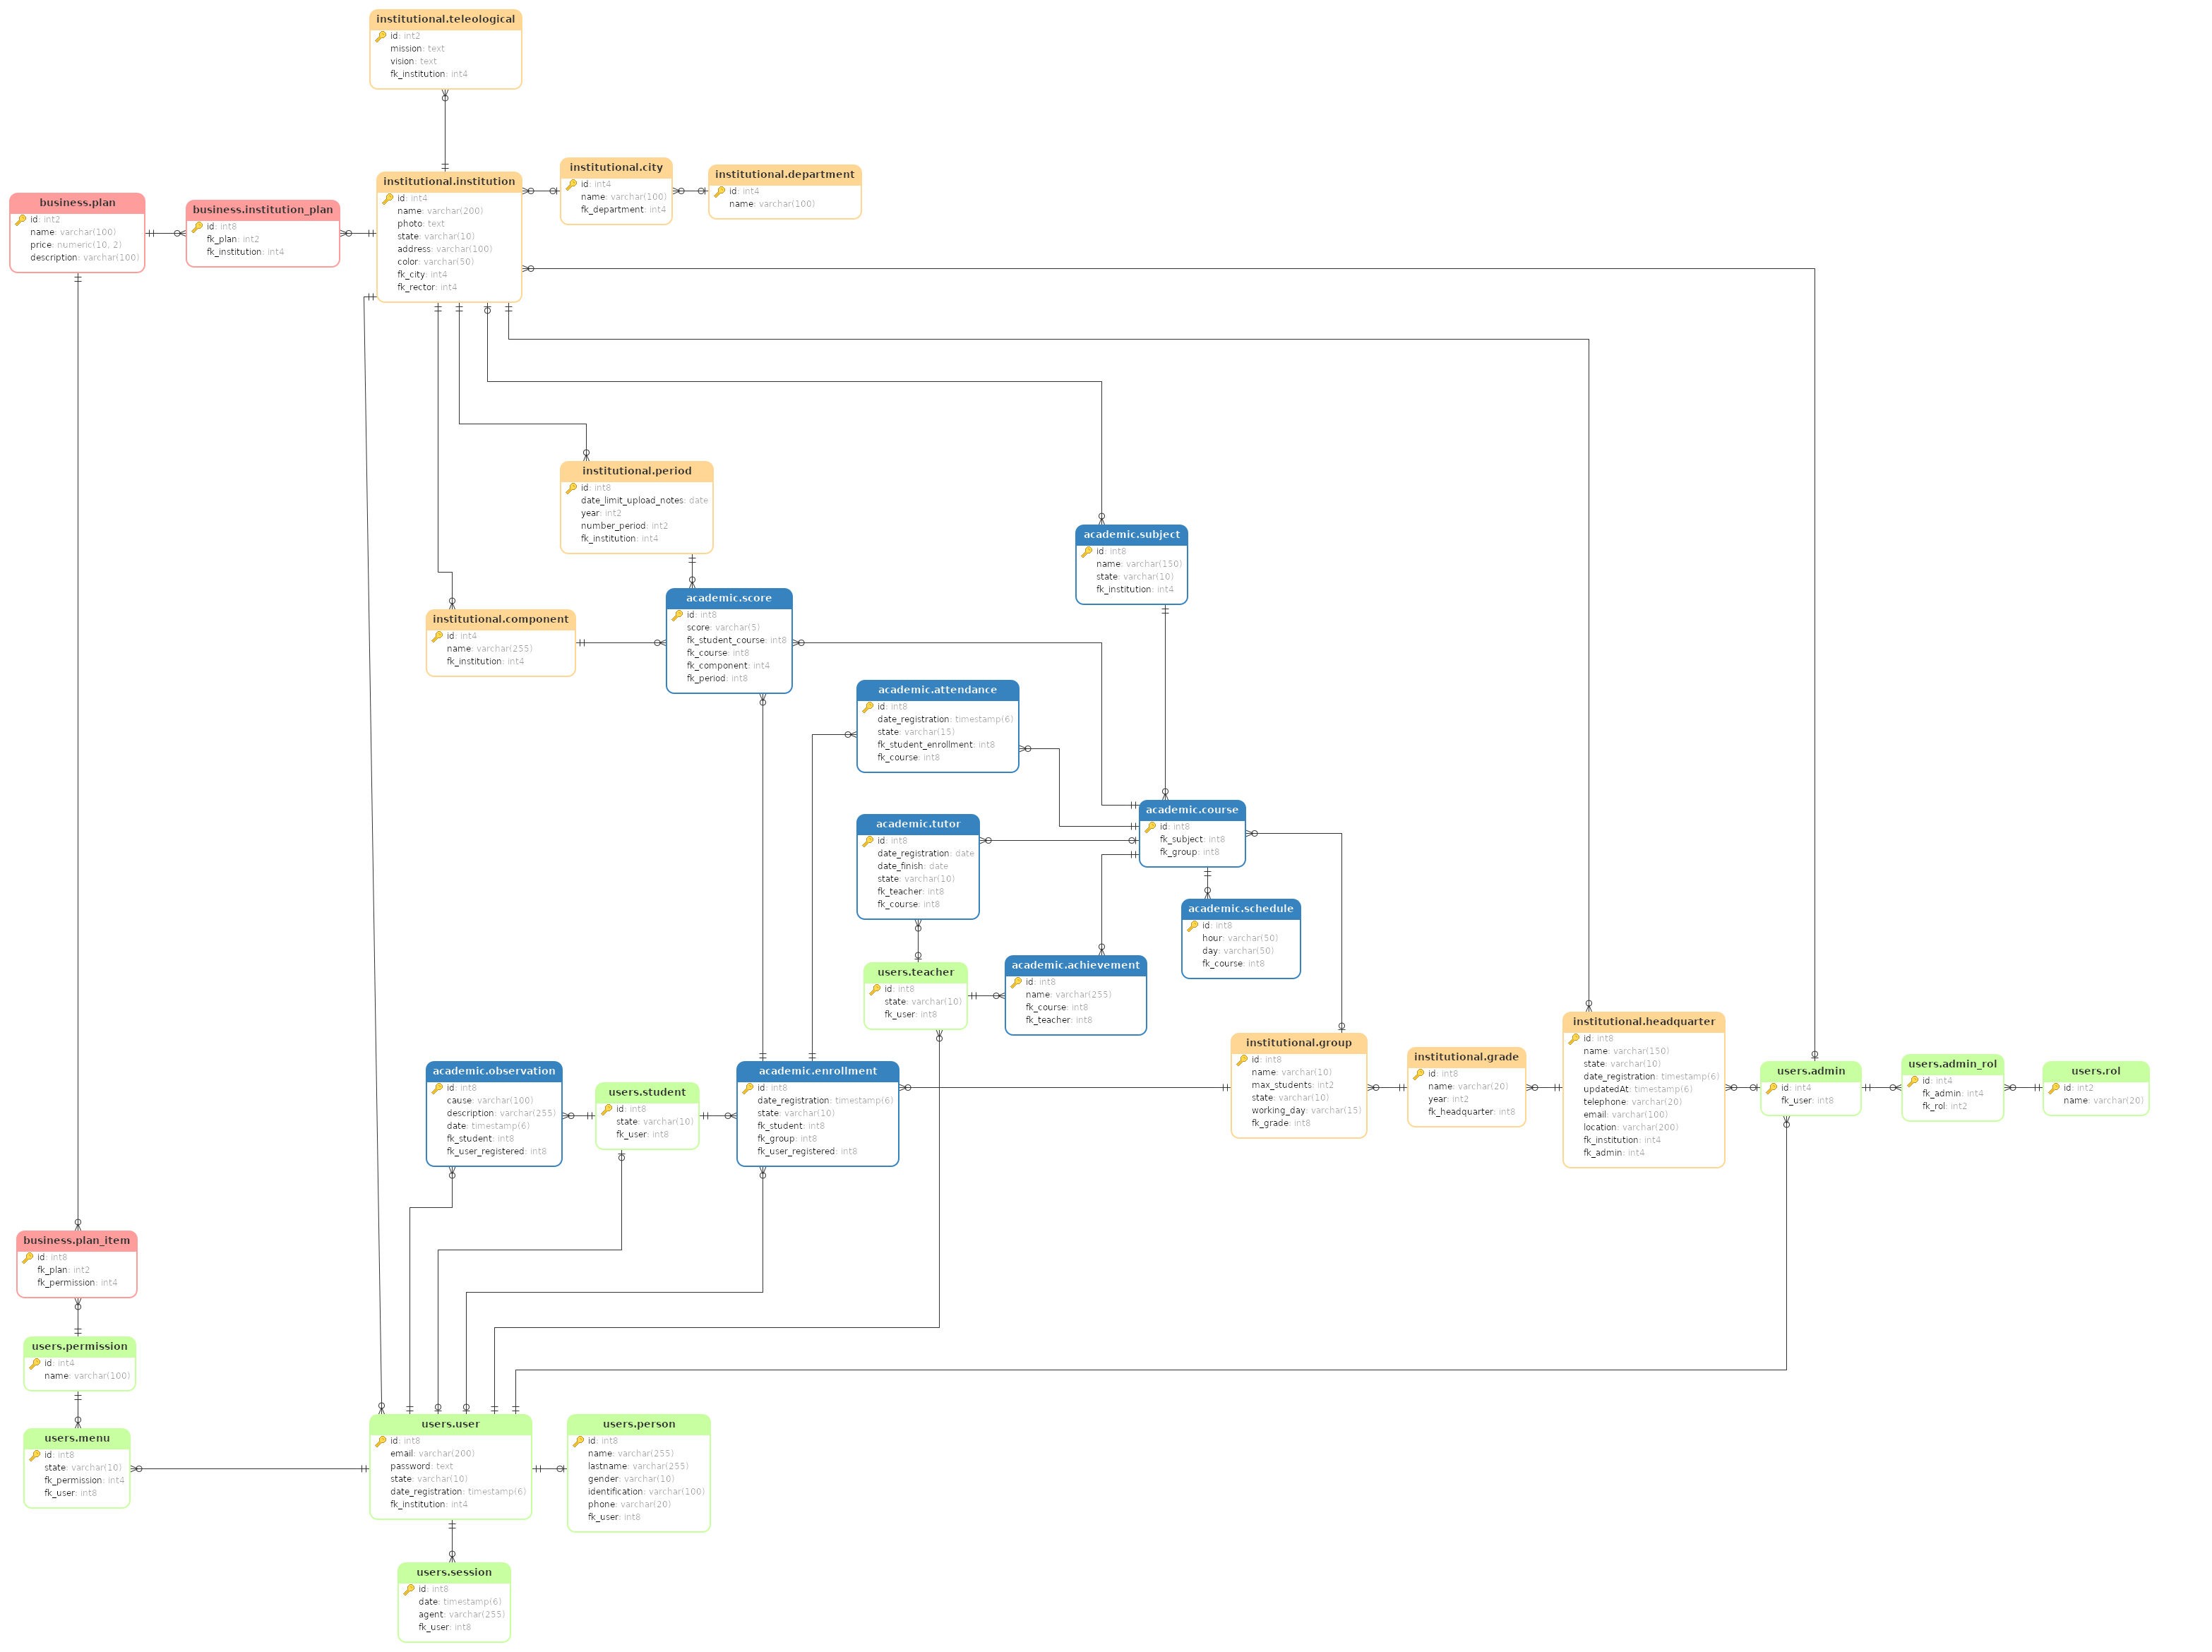 institutional.teleological
id: int2
mission: text
vision: text
fk_institution: int4
institutional.city
id: int4
name: varchar(100)
fk_department: int4
institutional.department
id: int4
name: varchar(100)
institutional.institution
id: int4
name: varchar(200)
photo: text
state: varchar(10)
address: varchar(100)
color: varchar(50)
fk_city: int4
fk_rector: int4
business.plan
id: int2
name: varchar(100)
price: numeric(10, 2)
description: varchar(100)
business.institution_plan
id: int8
fk_plan: int2
fk_institution: int4
institutional.period
id: int8
date_limit_upload_notes: date
year: int2
number_period: int2
fk_institution: int4
academic.subject
id: int8
name: varchar(150)
state: varchar(10)
fk_institution: int4
academic.score
id: int8
score: varchar(5)
fk_student_course: int8
fk_course: int8
fk_component: int4
fk_period: int8
institutional.component
id: int4
name: varchar(255)
fk_institution: int4
academic.attendance
id: int8
date_registration: timestamp(6)
state: varchar(15)
fk_student_enrollment: int8
fk_course: int8
academic.course
id: int8
fk_subject: int8
fk_group: int8
academic.tutor
id: int8
date_registration: date
date_finish: date
state: varchar(10)
fk_teacher: int8
fk_course: int8
academic.schedule
id: int8
hour: varchar(50)
day: varchar(50)
fk_course: int8
users.teacher
id: int8
state: varchar(10)
fk_user: int8
academic.achievement
id: int8
name: varchar(255)
fk_course: int8
fk_teacher: int8
institutional.headquarter
id: int8
name: varchar(150)
state: varchar(10)
date_registration: timestamp(6)
updatedAt: timestamp(6)
telephone: varchar(20)
email: varchar(100)
location: varchar(200)
fk_institution: int4
fk_admin: int4
institutional.group
id: int8
name: varchar(10)
max_students: int2
state: varchar(10)
working_day: varchar(15)
fk_grade: int8
institutional.grade
id: int8
name: varchar(20)
year: int2
fk_headquarter: int8
users.admin
id: int4
fk_user: int8
users.admin_rol
id: int4
fk_admin: int4
fk_rol: int2
users.rol
id: int2
name: varchar(20)
academic.observation
id: int8
cause: varchar(100)
description: varchar(255)
date: timestamp(6)
fk_student: int8
fk_user_registered: int8
users.student
id: int8
state: varchar(10)
fk_user: int8
academic.enrollment
id: int8
date_registration: timestamp(6)
state: varchar(10)
fk_student: int8
fk_group: int8
fk_user_registered: int8
business.plan_item
id: int8
fk_plan: int2
fk_permission: int4
users.permission
id: int4
name: varchar(100)
users.menu
id: int8
state: varchar(10)
fk_permission: int4
fk_user: int8
users.user
id: int8
email: varchar(200)
password: text
state: varchar(10)
date_registration: timestamp(6)
fk_institution: int4
users.person
id: int8
name: varchar(255)
lastname: varchar(255)
gender: varchar(10)
identification: varchar(100)
phone: varchar(20)
fk_user: int8
users.session
id: int8
date: timestamp(6)
agent: varchar(255)
fk_user: int8